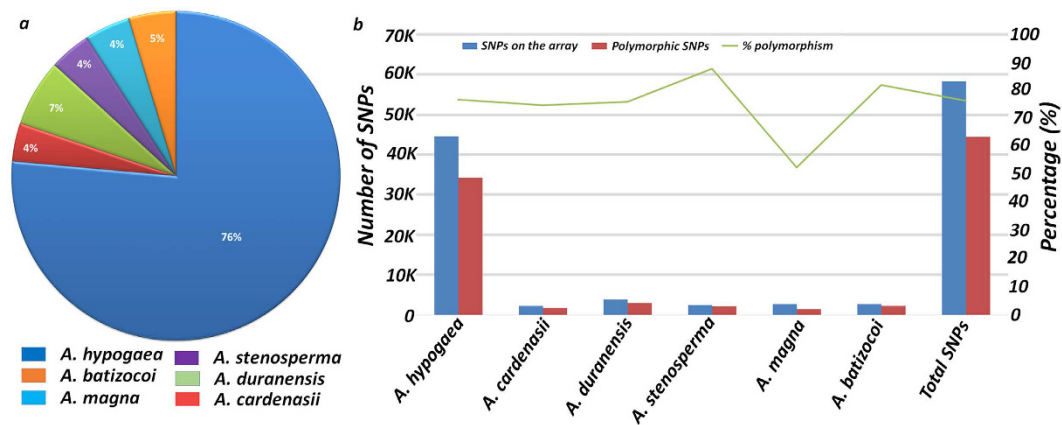 a
5%
4%
4%
7%
4%
76%
A. hypogaea
A. batizocoi
A. magna
A. stenosperma
A. duranensis
A. cardenasii
b
SNPs on the array
Polymorphic SNPs
% polymorphism
Number of SNPs
70K
60K
50K
40K
30K
20K
10K
0
Percentage (%)
100
90
80
70
60
50
40
30
20
10
0
A. hypogaea
A. cardenasii
A. duranensis
A. stenosperma
A. magna
A. batizocoi
Total SNPs